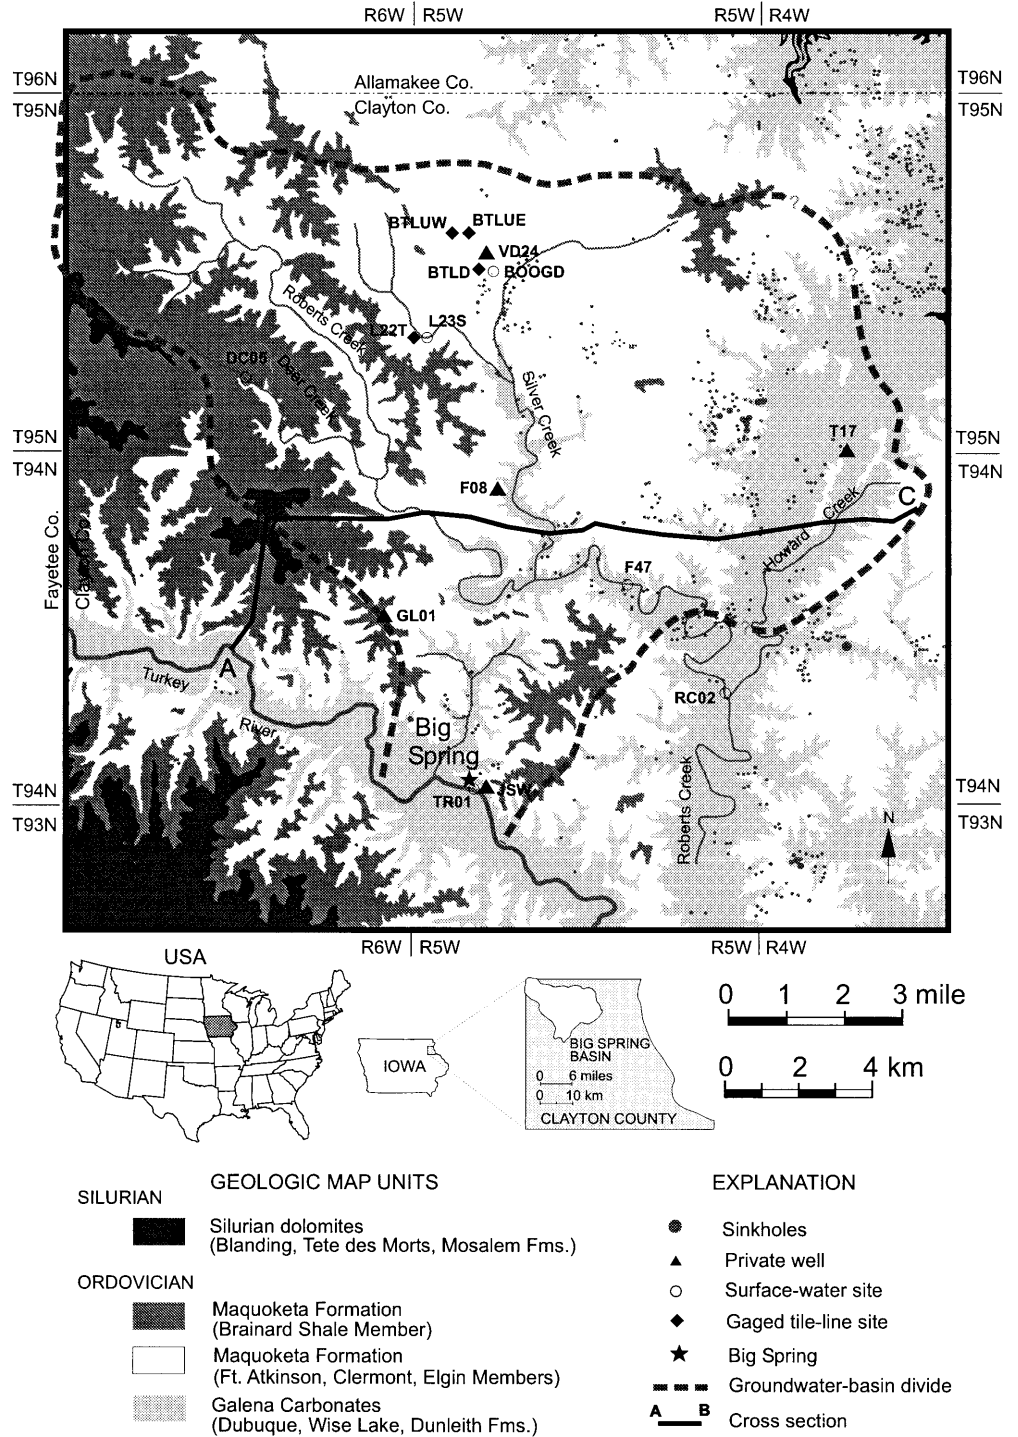 R6W R5W
R5W R4W
T96N
T95N
Allamakee Co.
Clayton Co.
T96N
T95N
BTLUW
BTLUE
VD24
BTLD
BOOGD
Roberts Creek
L22T
L23S
DC05
Deer Creek
Silver Creek
T95N
T94N
T17
T95N
T94N
F08
C
Howard Creek
Fayetee Co.
Clayton Co.
F47
GL01
A
Turkey
River
RC02
Big
Spring
TR01
JSW
Roberts Creek
N
T94N
T93N
T94N
T93N
R6W R5W
R5W R4W
USA
IOWA
BIG SPRING
BASIN
0 6 miles
0 10 km
CLAYTON COUNTY
0 1 2 3 mile
0 2 4 km
GEOLOGIC MAP UNITS
SILURIAN
Silurian dolomites
(Blanding, Tete des Morts, Mosalem Fms.)
ORDOVICIAN
Maquoketa Formation
(Brainard Shale Member)
Maquoketa Formation
(Ft. Atkinson, Clermont, Elgin Members)
Galena Carbonates
(Dubuque, Wise Lake, Dunleith Fms.)
EXPLANATION
Sinkholes
Private well
Surface-water site
Gaged tile-line site
Big Spring
Groundwater-basin divide
A B
Cross section